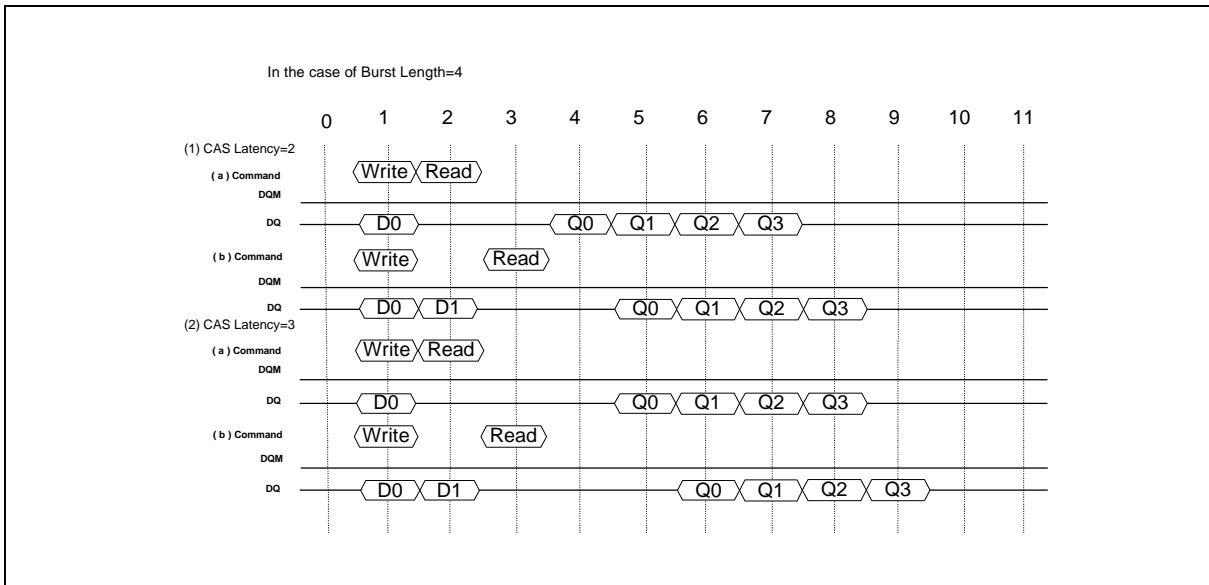 In the case of Burst Length=4
0 1 2 3 4 5 6 7 8 9 10 11
(1) CAS Latency=2
( a ) Command Write Read
DQM
DQ D0 Q0 Q1 Q2 Q3
( b ) Command Write Read
DQM
DQ D0 D1 Q0 Q1 Q2 Q3
(2) CAS Latency=3
( a ) Command Write Read
DQM
DQ D0 Q0 Q1 Q2 Q3
( b ) Command Write Read
DQM
DQ D0 D1 Q0 Q1 Q2 Q3